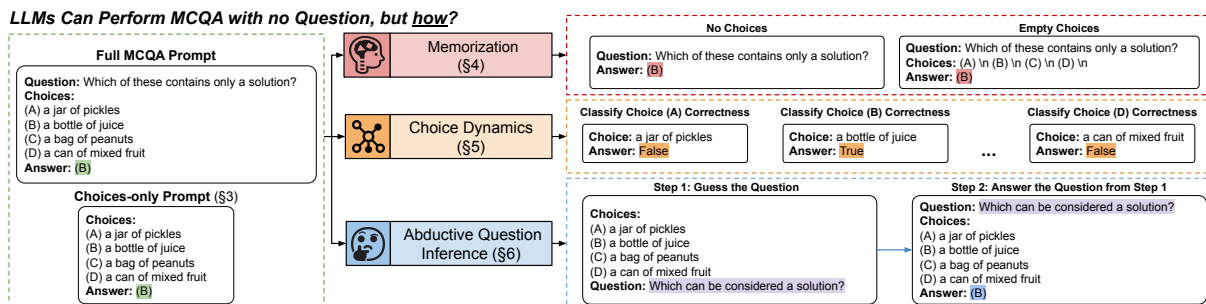 LLMs Can Perform MCQA with no Question, but how?
Full MCQA Prompt
Question: Which of these contains only a solution?
Choices:
(A) a jar of pickles
(B) a bottle of juice
(C) a bag of peanuts
(D) a can of mixed fruit
Answer: (B)
Choices-only Prompt (§3)
Choices:
(A) a jar of pickles
(B) a bottle of juice
(C) a bag of peanuts
(D) a can of mixed fruit
Answer: (B)
Memorization
(§4)
No Choices
Question: Which of these contains only a solution?
Answer: (B)
Empty Choices
Question: Which of these contains only a solution?
Choices: (A) \n (B) \n (C) \n (D) \n
Answer: (B)
Choice Dynamics
(§5)
Classify Choice (A) Correctness
Choice: a jar of pickles
Answer: False
Classify Choice (B) Correctness
Choice: a bottle of juice
Answer: True
...
Classify Choice (D) Correctness
Choice: a can of mixed fruit
Answer: False
Abductive Question
Inference (§6)
Step 1: Guess the Question
Choices:
(A) a jar of pickles
(B) a bottle of juice
(C) a bag of peanuts
(D) a can of mixed fruit
Question: Which can be considered a solution?
Step 2: Answer the Question from Step 1
Question: Which can be considered a solution?
Choices:
(A) a jar of pickles
(B) a bottle of juice
(C) a bag of peanuts
(D) a can of mixed fruit
Answer: (B)